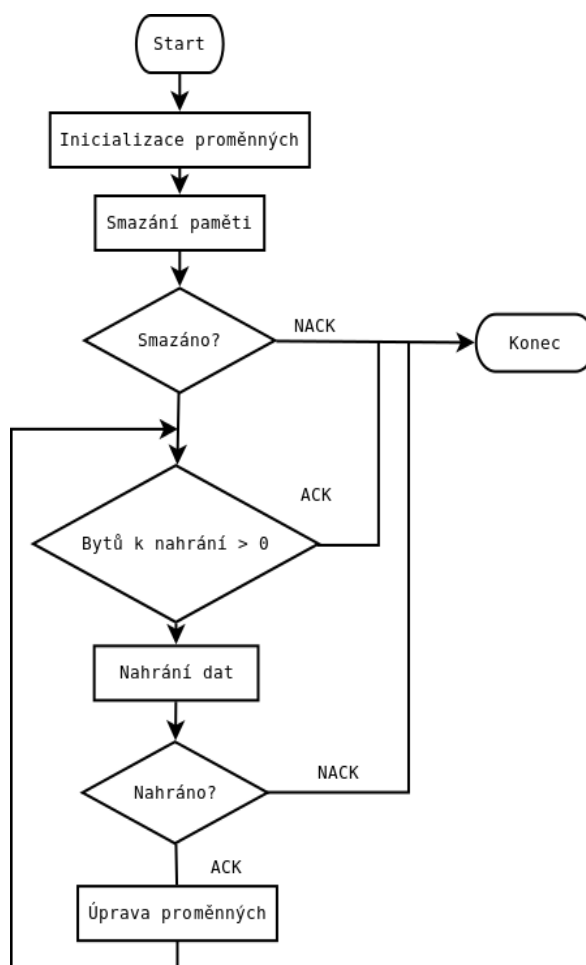 Start
Inicializace proměnných
Smazání paměti
NACK
Smazáno?
Konec
ACK
Bytů k nahrání > 0
Nahrání dat
NACK
Nahráno?
ACK
Úprava proměnných